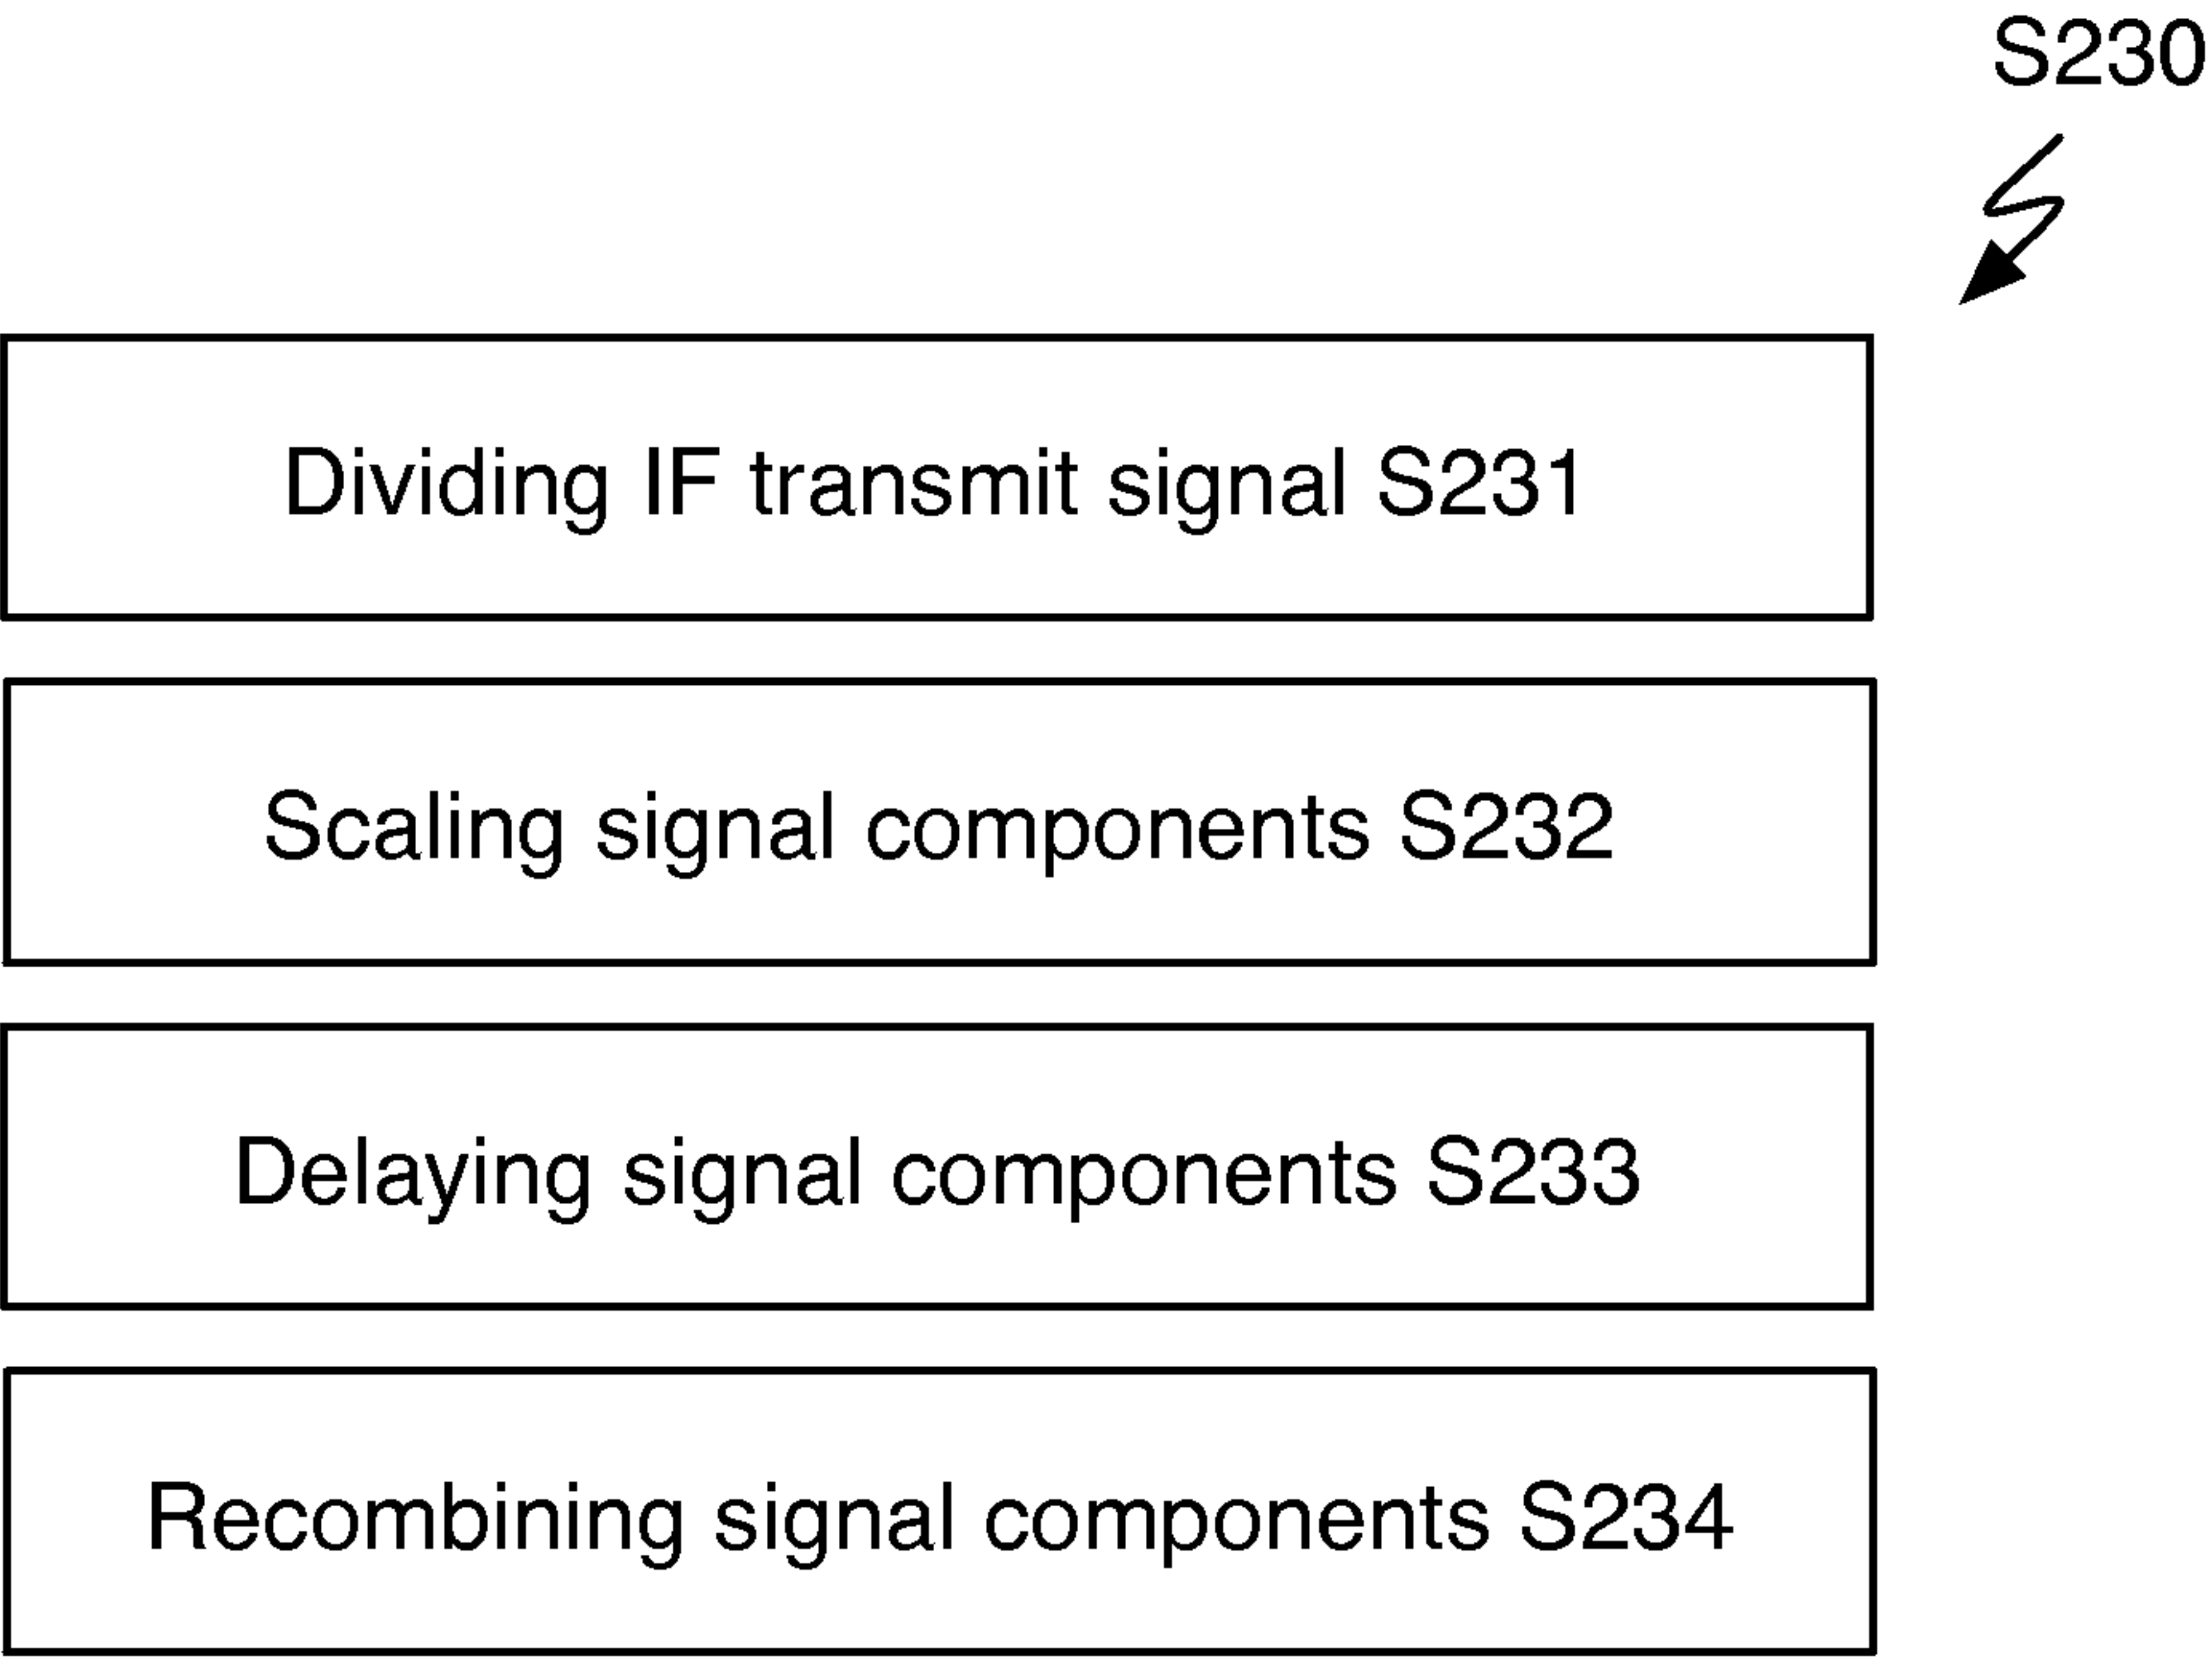 S230
Dividing IF transmit signal S231
Scaling signal components S232
Delaying signal components S233
Recombining signal components S234